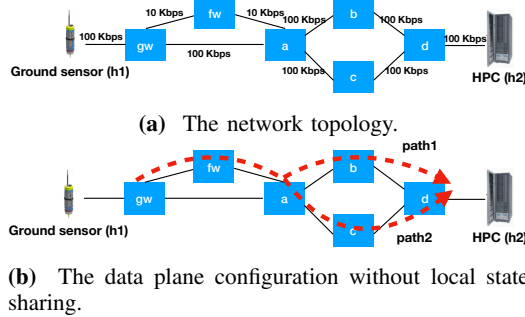 fw
b
10 Kbps
10 Kbps
100 Kbps
100 Kbps
100 Kbps
gw
a
d
100 Kbps
100 Kbps
100 Kbps
100 Kbps
c
Ground sensor (h1)
HPC (h2)
(a) The network topology.
path1
fw
b
gw
a
d
c
Ground sensor (h1)
path2
HPC (h2)
(b) The data plane configuration without local state
sharing.